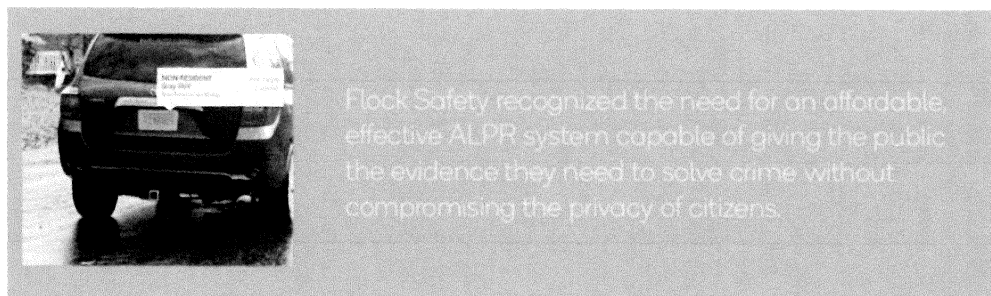 NON-RESIDENT
Gray SUV
Flock Safety recognized the need for an affordable,
effective ALPR system capable of giving the public
the evidence they need to solve crime without
compromising the privacy of citizens.